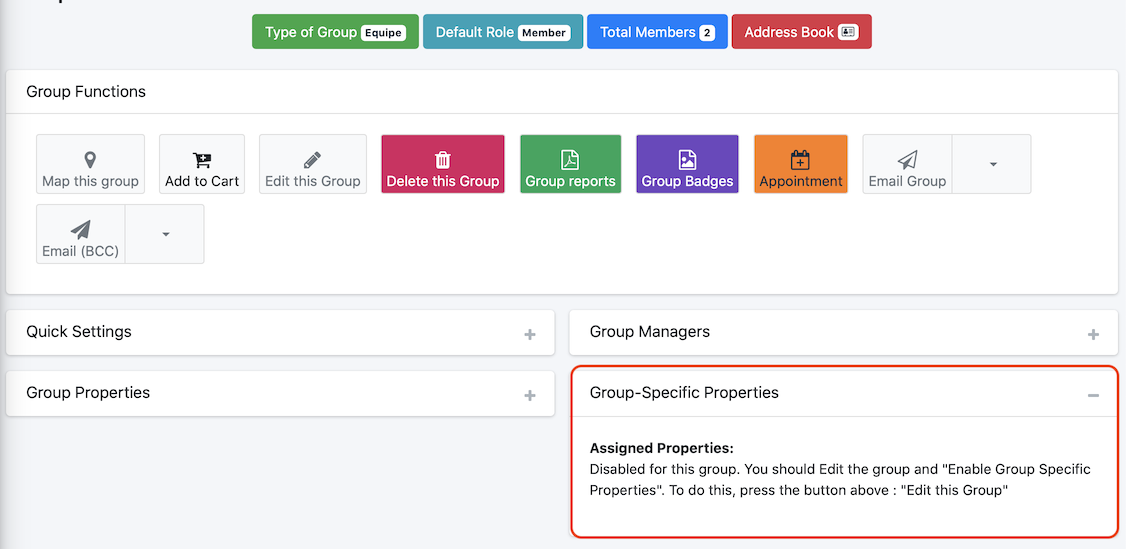 Type of Group Equipe
Default Role Member
Total Members 2
Address Book
Group Functions
Map this group
Add to Cart
Edit this Group
Delete this Group
Group reports
Group Badges
Appointment
Email Group
Email (BCC)
Quick Settings
Group Managers
Group Properties
Group-Specific Properties
Assigned Properties:
Disabled for this group. You should Edit the group and "Enable Group Specific
Properties". To do this, press the button above : "Edit this Group"